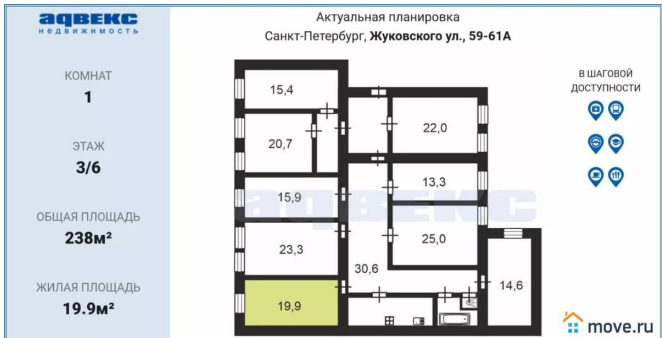 адвекс
недвижимость
КОМНАТ
1
ЭТАЖ
3/6
ОБЩАЯ ПЛОЩАДЬ
238м²
ЖИЛАЯ ПЛОЩАДЬ
19.9м²
Актуальная планировка
Санкт-Петербург, Жуковского ул., 59-61А
15,4
22,0
20,7
13,3
15,9
адвекс
25,0
23,3
30,6
14,6
19,9
В ШАГОВОЙ
ДОСТУПНОСТИ
move.ru